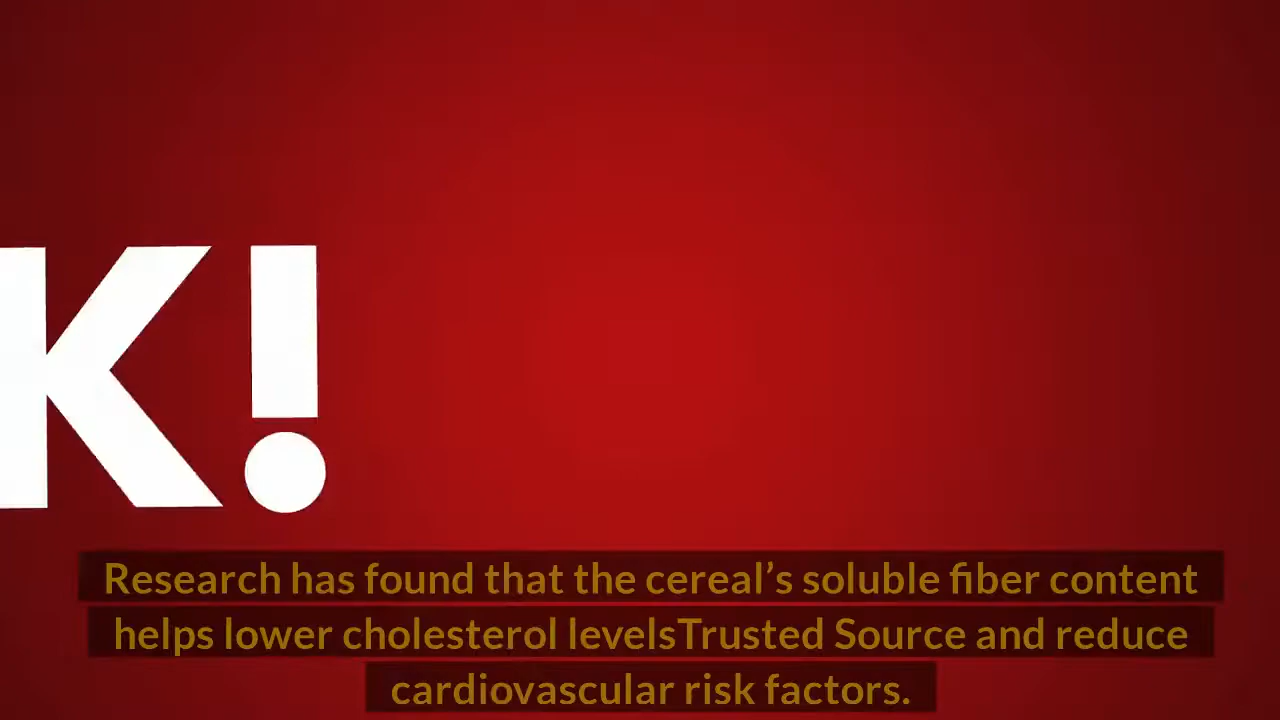 K!
Research has found that the cereal’s soluble fiber content
helps lower cholesterol levelsTrusted Source and reduce
cardiovascular risk factors.